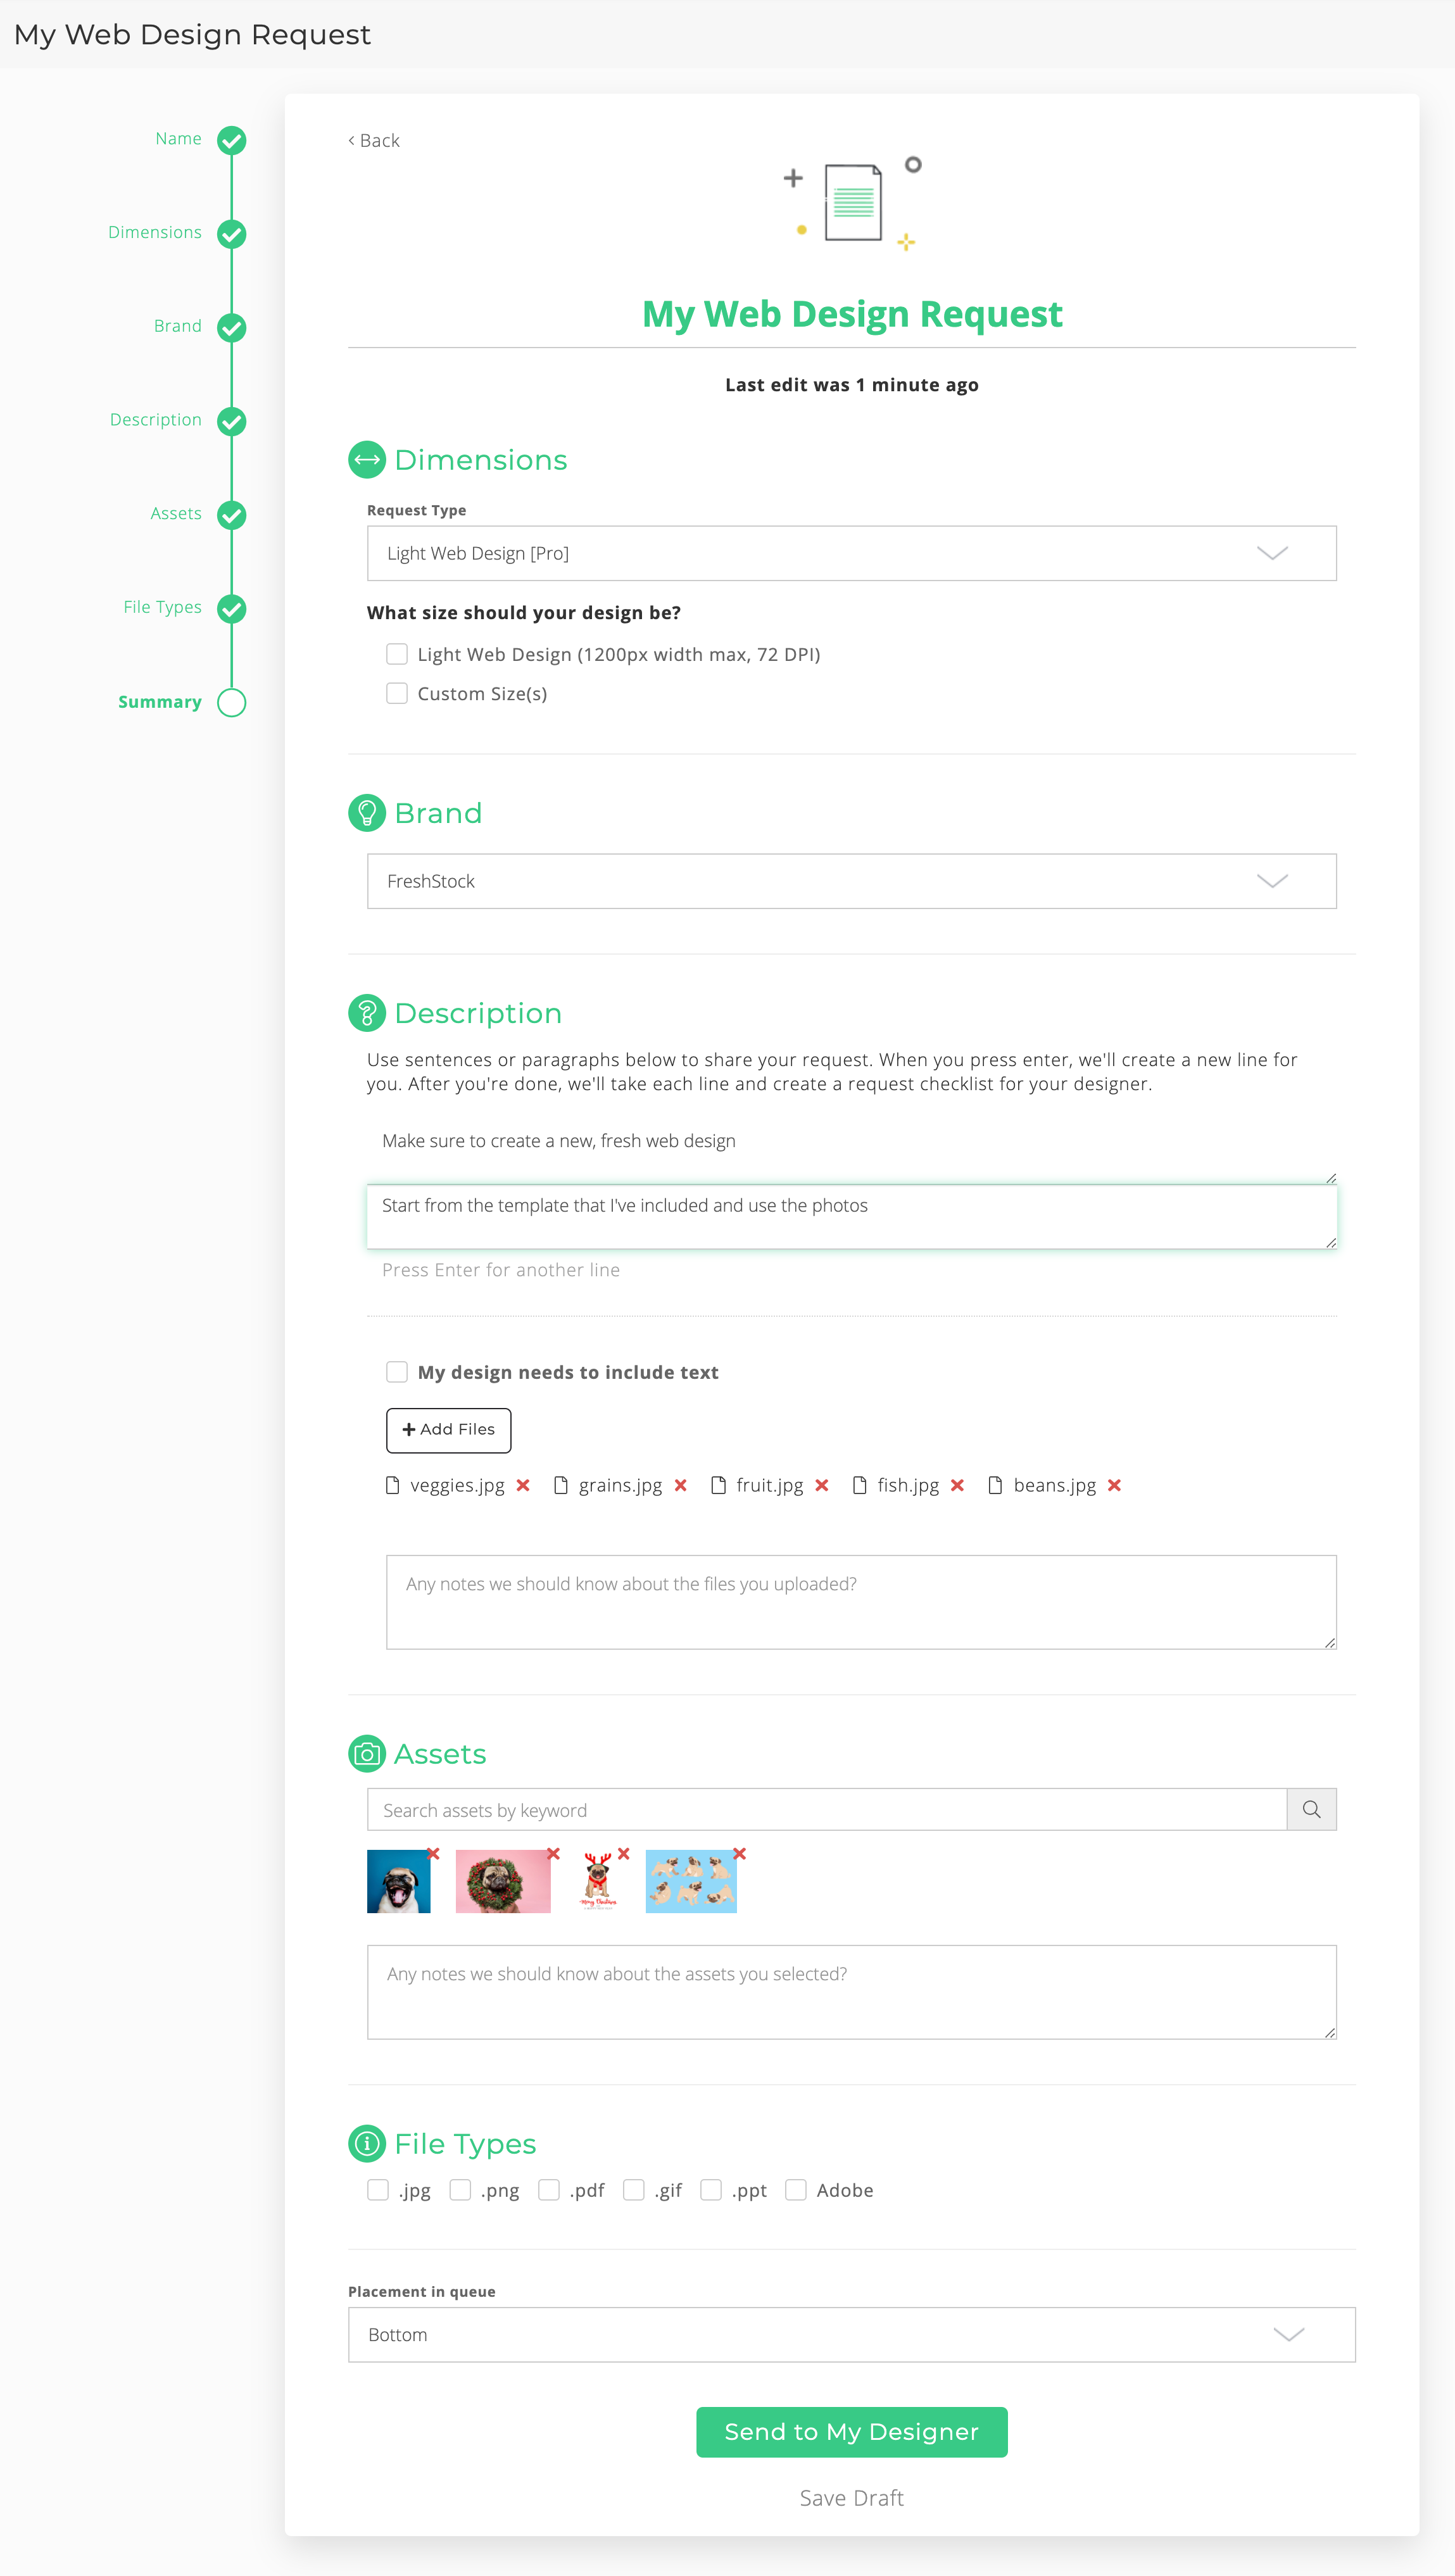 My Web Design Request
Name
Dimensions
Brand
Description
Assets
File Types
Summary
< Back
My Web Design Request
Last edit was 1 minute ago
Dimensions
Request Type
Light Web Design [Pro]
What size should your design be?
Light Web Design (1200px width max, 72 DPI)
Custom Size(s)
Brand
FreshStock
Description
Use sentences or paragraphs below to share your request. When you press enter, we'll create a new line for
you. After you're done, we'll take each line and create a request checklist for your designer.
Make sure to create a new, fresh web design
Start from the template that I've included and use the photos
Press Enter for another line
My design needs to include text
+ Add Files
veggies.jpg grains.jpg fruit.jpg fish.jpg beans.jpg
Any notes we should know about the files you uploaded?
Assets
Search assets by keyword
Any notes we should know about the assets you selected?
File Types
.jpg .png .pdf .gif .ppt Adobe
Placement in queue
Bottom
Send to My Designer
Save Draft